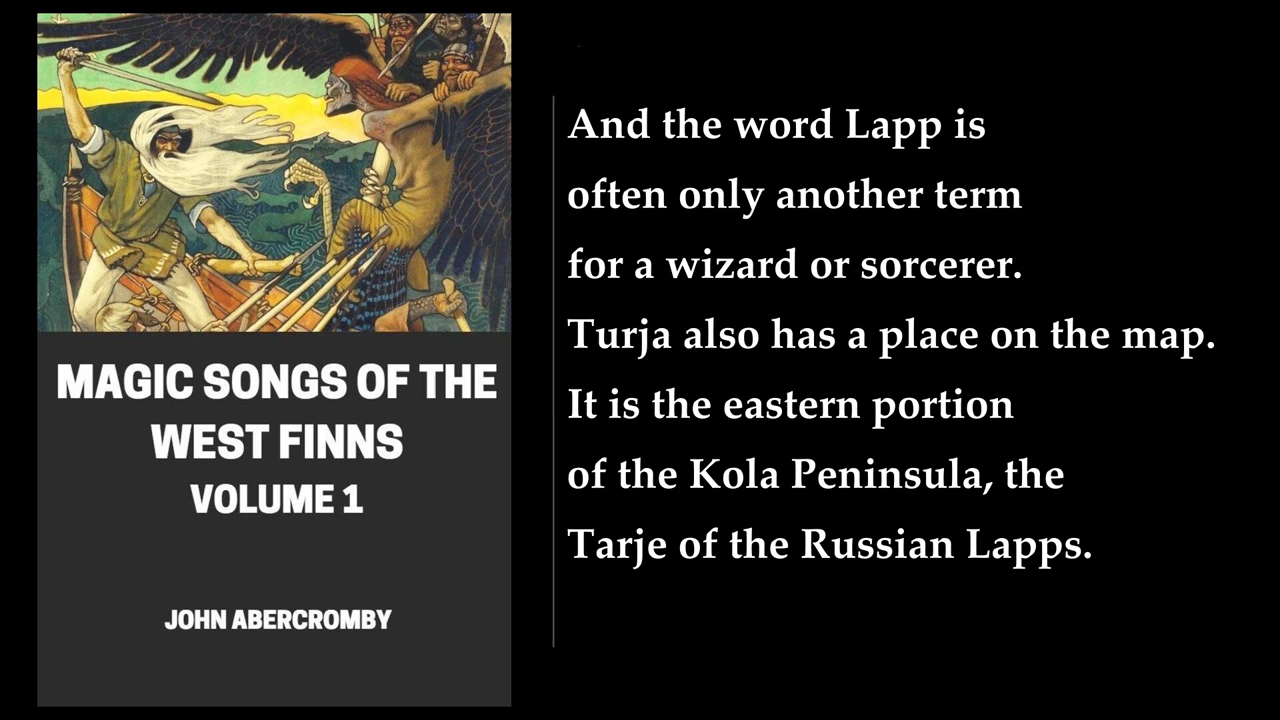 MAGIC SONGS OF THE
WEST FINNS
VOLUME 1
JOHN ABERCROMBY
And the word Lapp is
often only another term
for a wizard or sorcerer.
Turja also has a place on the map.
It is the eastern portion
of the Kola Peninsula, the
Tarje of the Russian Lapps.